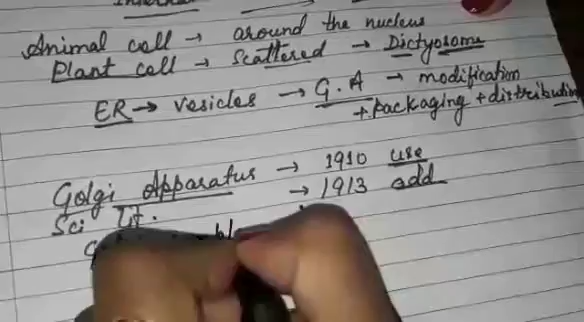 Animal cell → around the nucleus
Plant cell → Scattered → Dictyosome
ER → vesicles → G.A → modification
+ packaging + distribution
Golgi Apparatus → 1910 use
Sci Lt. → 1913 add